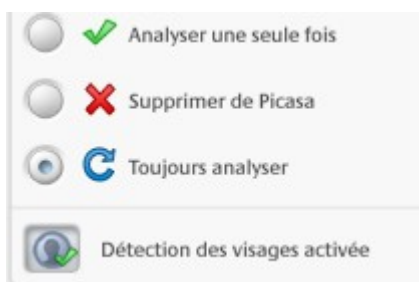 Analyser une seule fois
Supprimer de Picasa
Toujours analyser
Détection des visages activée